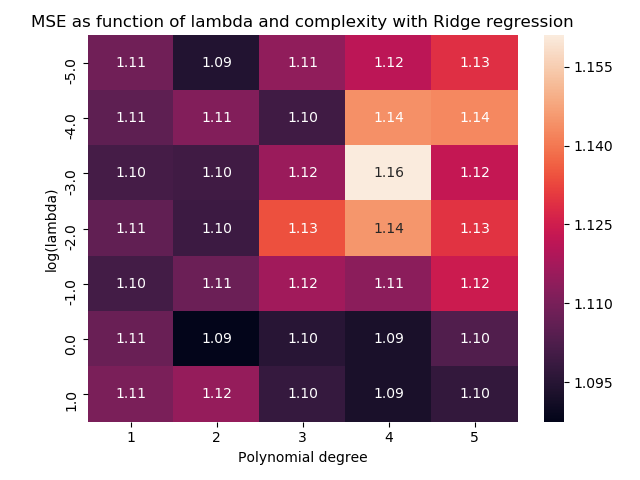 MSE as function of lambda and complexity with Ridge regression
-5.0 1.11 1.09 1.11 1.12 1.13
-4.0 1.11 1.11 1.10 1.14 1.14
-3.0 1.10 1.10 1.12 1.16 1.12
-2.0 1.11 1.10 1.13 1.14 1.13
-1.0 1.10 1.11 1.12 1.11 1.12
0.0 1.11 1.09 1.10 1.09 1.10
1.0 1.11 1.12 1.10 1.09 1.10
1 2 3 4 5
Polynomial degree
log(lambda)
1.155
1.140
1.125
1.110
1.095